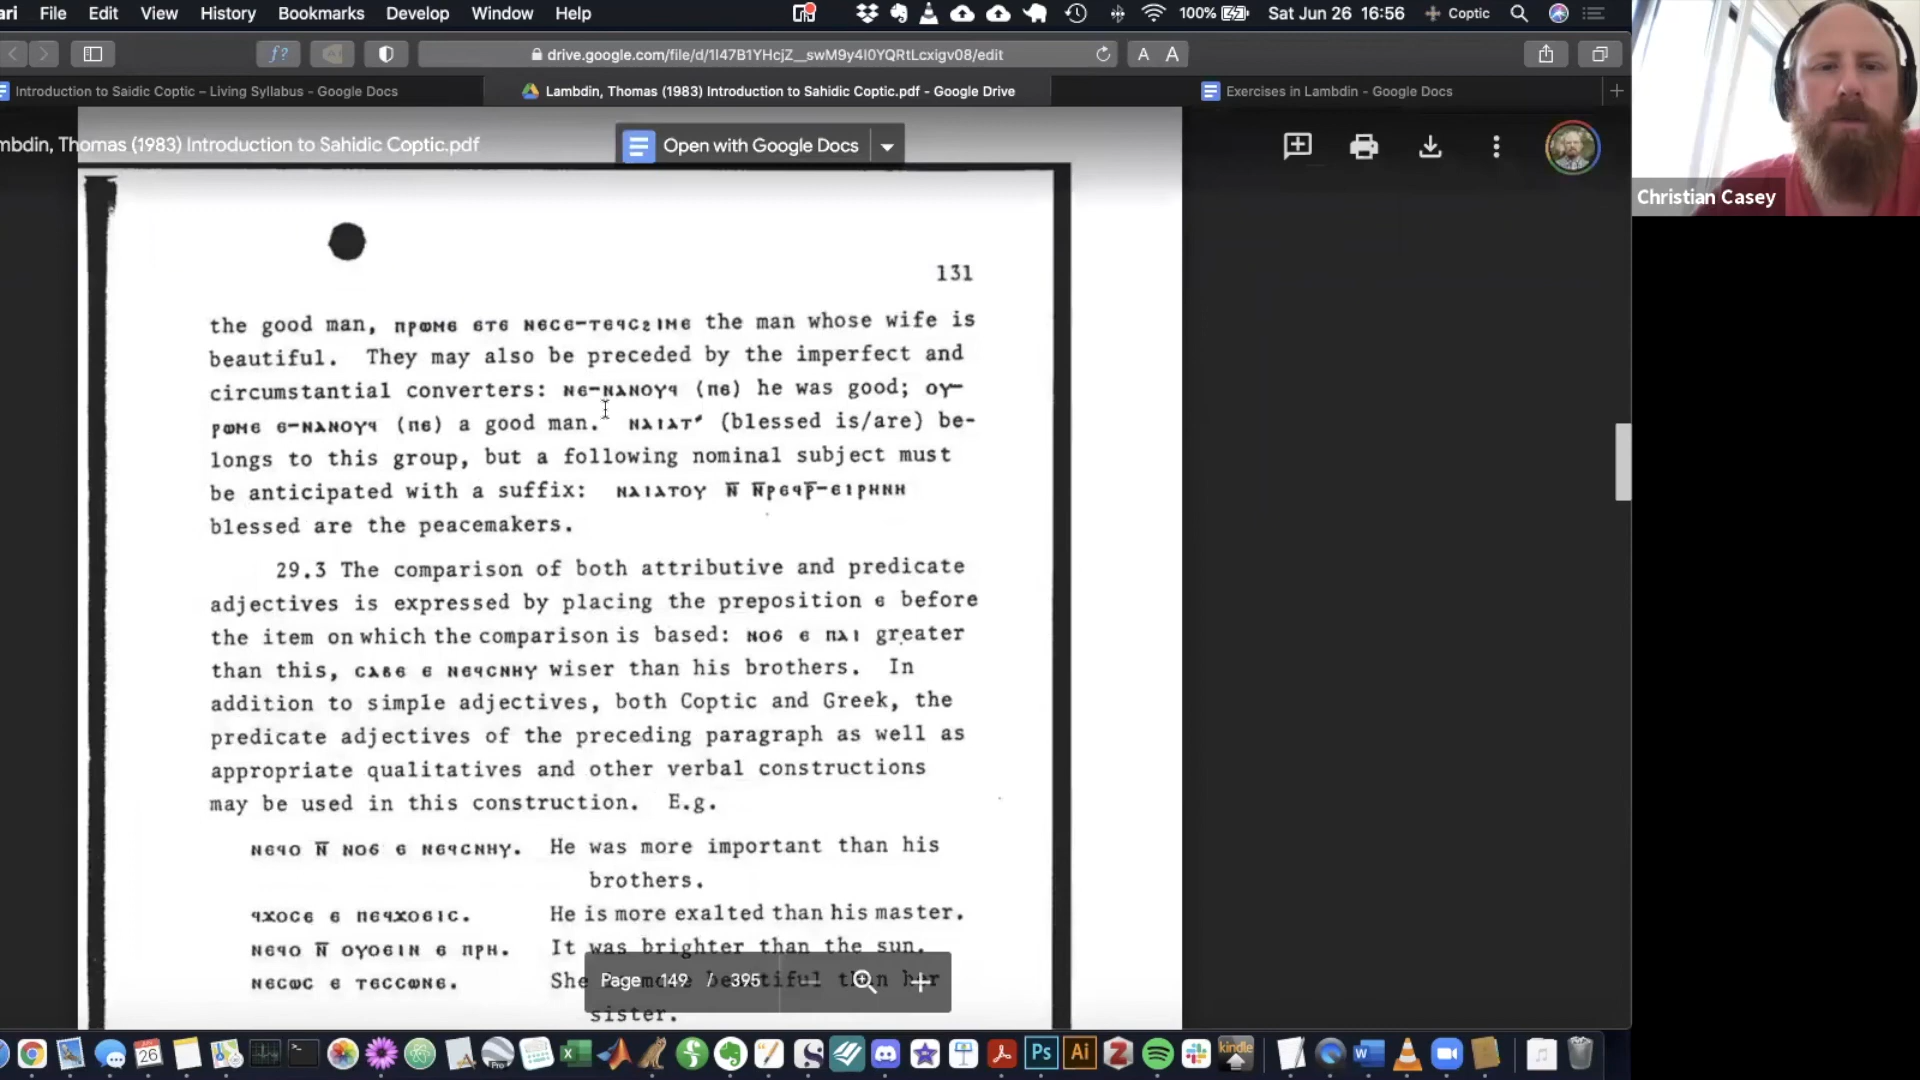 ari File Edit View History Bookmarks Develop Window Help 100% Sat Jun 26 16:56 Coptic
drive.google.com/file/d/1I47B1YHcjZ__swM9y4I0YQRtLcxigv08/edit A A
Introduction to Saidic Coptic – Living Syllabus - Google Docs
Lambdin, Thomas (1983) Introduction to Sahidic Coptic.pdf - Google Drive
Exercises in Lambdin - Google Docs
mbdin, Thomas (1983) Introduction to Sahidic Coptic.pdf
Open with Google Docs
Christian Casey
131
the good man, ⲡⲣⲱⲙⲉ ⲉⲧⲉ ⲛⲉⲥⲉ-ⲧⲉϥⲥϩⲓⲙⲉ the man whose wife is
beautiful. They may also be preceded by the imperfect and
circumstantial converters: ⲛⲉ-ⲛⲁⲛⲟⲩϥ (ⲡⲉ) he was good; ⲟⲩ-
ⲣⲱⲙⲉ ⲉ-ⲛⲁⲛⲟⲩϥ (ⲡⲉ) a good man. ⲛⲁⲓⲁⲧ⸗ (blessed is/are) be-
longs to this group, but a following nominal subject must
be anticipated with a suffix: ⲛⲁⲓⲁⲧⲟⲩ ⲛ̄ ⲛ̄ⲣⲉϥⲣ̄-ⲉⲓⲣⲏⲛⲏ
blessed are the peacemakers.
29.3 The comparison of both attributive and predicate
adjectives is expressed by placing the preposition ⲉ before
the item on which the comparison is based: ⲛⲟϭ ⲉ ⲡⲁⲓ greater
than this, ⲥⲁⲃⲉ ⲉ ⲛⲉϥⲥⲛⲏⲩ wiser than his brothers. In
addition to simple adjectives, both Coptic and Greek, the
predicate adjectives of the preceding paragraph as well as
appropriate qualitatives and other verbal constructions
may be used in this construction. E.g.
ⲛⲉϥⲟ ⲛ̄ ⲛⲟϭ ⲉ ⲛⲉϥⲥⲛⲏⲩ. He was more important than his
brothers.
ϥϫⲟⲥⲉ ⲉ ⲡⲉϥϫⲟⲉⲓⲥ. He is more exalted than his master.
ⲛⲉϥⲟ ⲛ̄ ⲟⲩⲟⲉⲓⲛ ⲉ ⲡⲣⲏ. It was brighter than the sun.
ⲛⲉⲥⲱⲥ ⲉ ⲧⲉⲥⲥⲱⲛⲉ. She more beautiful than her
sister.
Page 149 / 395
26
Pro
Ps
Ai
kindle